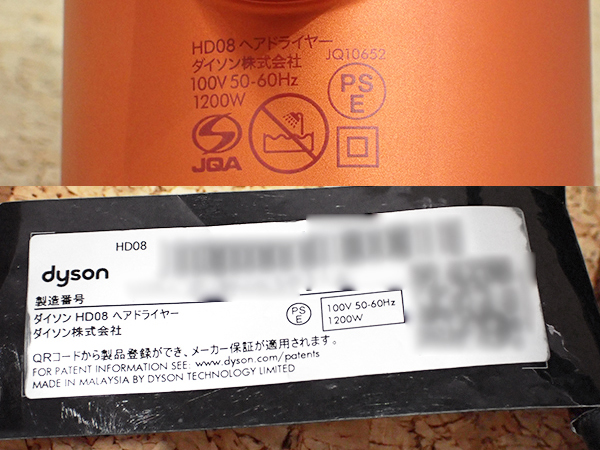 HD08 ヘアドライヤー
ダイソン株式会社 JQ10652
100V 50-60Hz
1200W
PS
E
JQA
HD08
dyson
製造番号
ダイソン HD08 ヘアドライヤー
ダイソン株式会社
PS
E
100V 50-60Hz
1200W
QRコードから製品登録ができ、メーカー保証が適用されます。
FOR PATENT INFORMATION SEE: www.dyson.com/patents
MADE IN MALAYSIA BY DYSON TECHNOLOGY LIMITED